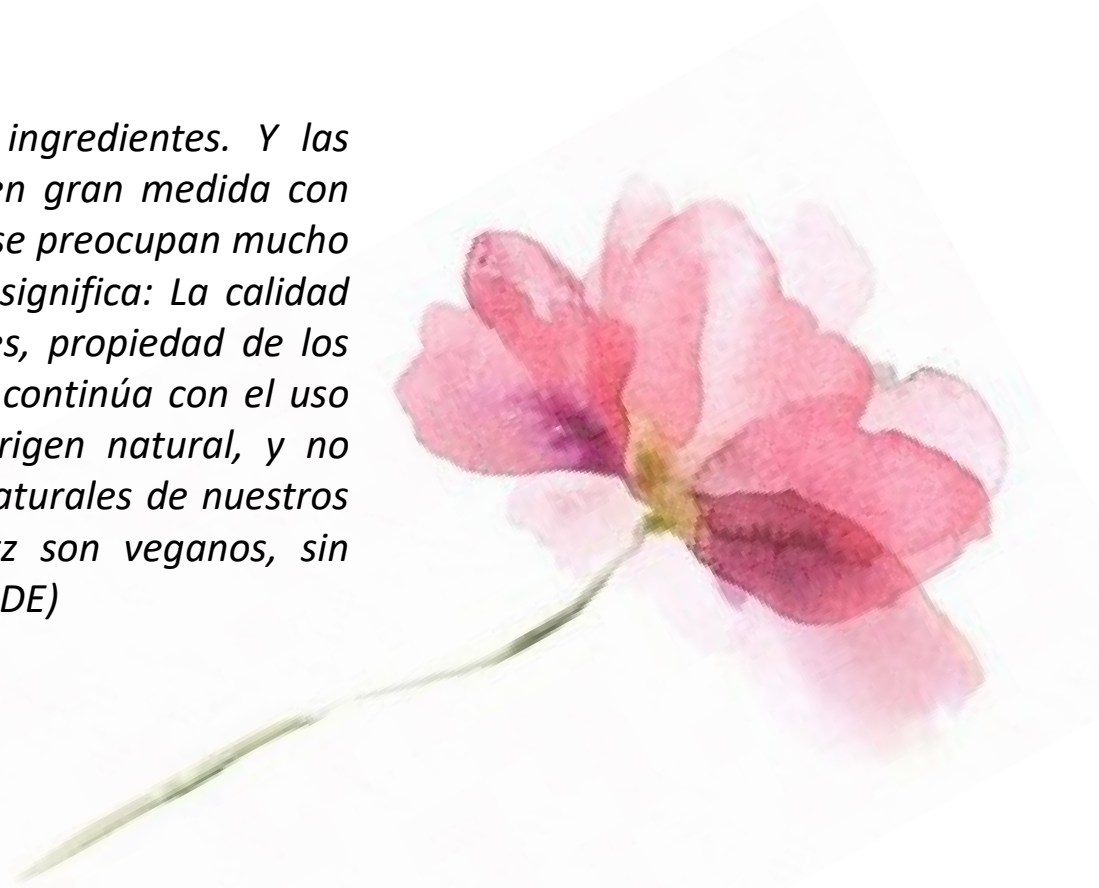 ingredientes. Y las
en gran medida con
se preocupan mucho
significa: La calidad
es, propiedad de los
continúa con el uso
rigen natural, y no
aturales de nuestros
z son veganos, sin
DE)